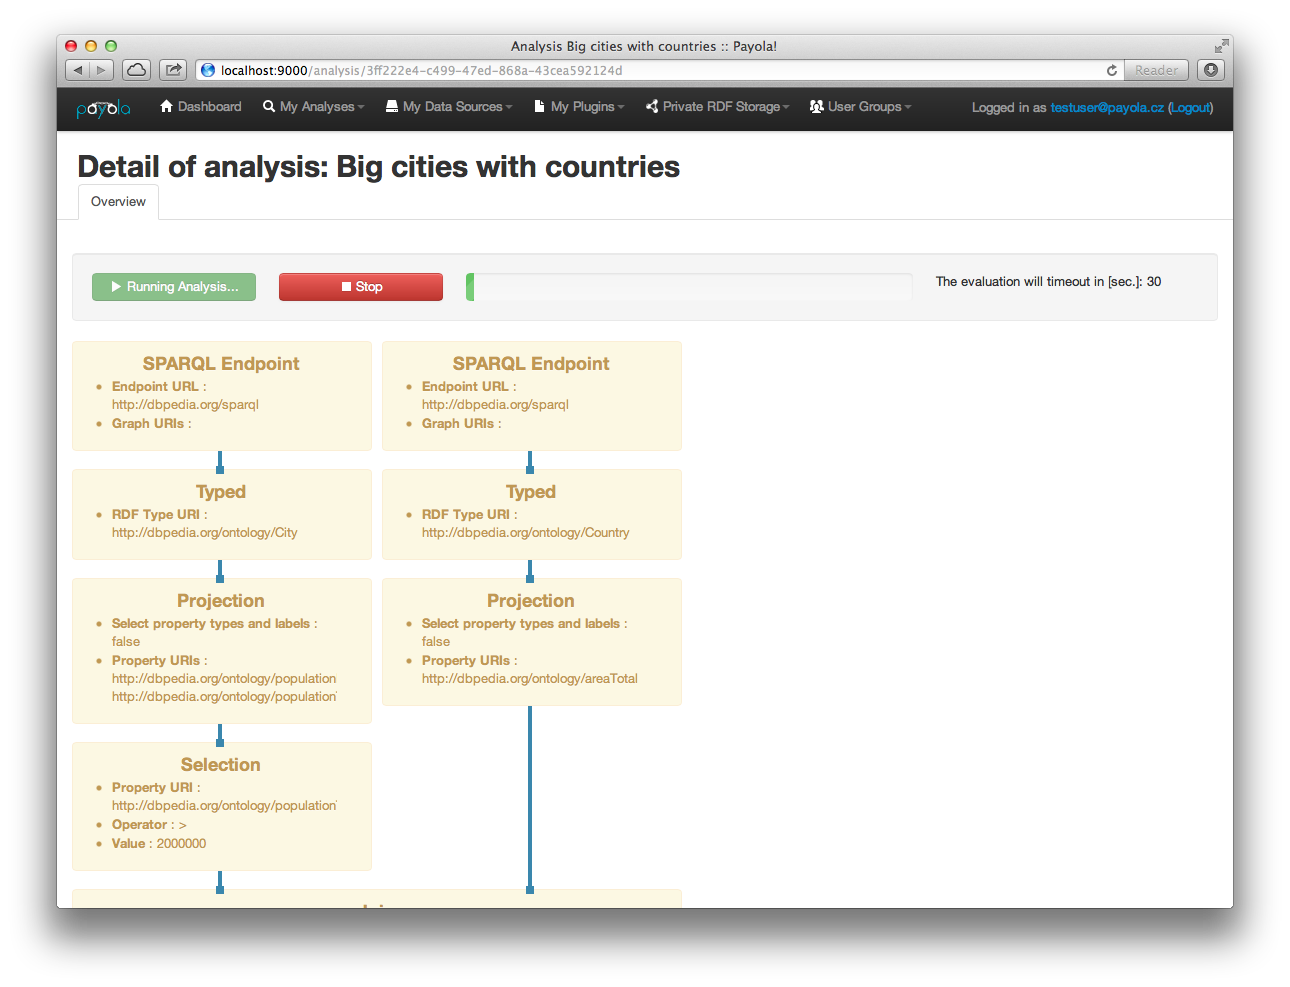 Analysis Big cities with countries :: Payola!
localhost:9000/analysis/3ff222e4-c499-47ed-868a-43cea592124d
Reader
payola
Dashboard
My Analyses
My Data Sources
My Plugins
Private RDF Storage
User Groups
Logged in as testuser@payola.cz (Logout)
Detail of analysis: Big cities with countries
Overview
Running Analysis...
Stop
The evaluation will timeout in [sec.]: 30
SPARQL Endpoint
Endpoint URL :
http://dbpedia.org/sparql
Graph URIs :
SPARQL Endpoint
Endpoint URL :
http://dbpedia.org/sparql
Graph URIs :
Typed
RDF Type URI :
http://dbpedia.org/ontology/City
Typed
RDF Type URI :
http://dbpedia.org/ontology/Country
Projection
Select property types and labels :
false
Property URIs :
http://dbpedia.org/ontology/population
http://dbpedia.org/ontology/population
Projection
Select property types and labels :
false
Property URIs :
http://dbpedia.org/ontology/areaTotal
Selection
Property URI :
http://dbpedia.org/ontology/population
Operator : >
Value : 2000000